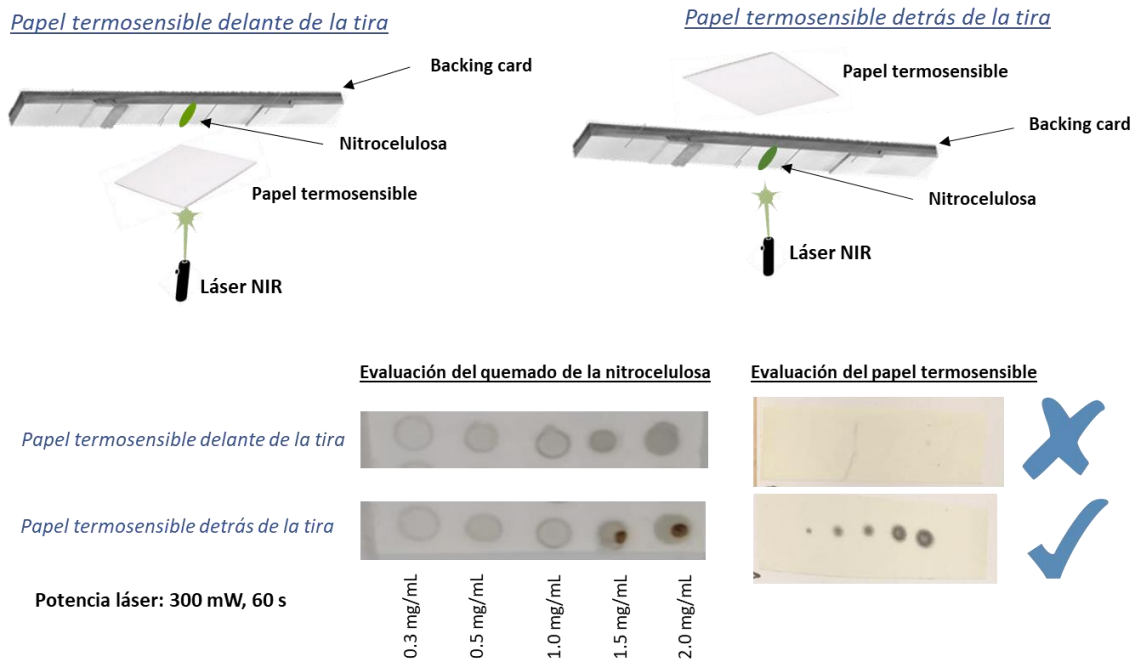 Papel termosensible delante de la tira
Papel termosensible detrás de la tira
Backing card
Nitrocelulosa
Papel termosensible
Láser NIR
Papel termosensible
Backing card
Nitrocelulosa
Láser NIR
Evaluación del quemado de la nitrocelulosa
Evaluación del papel termosensible
Papel termosensible delante de la tira
Papel termosensible detrás de la tira
Potencia láser: 300 mW, 60 s
0.3 mg/mL
0.5 mg/mL
1.0 mg/mL
1.5 mg/mL
2.0 mg/mL